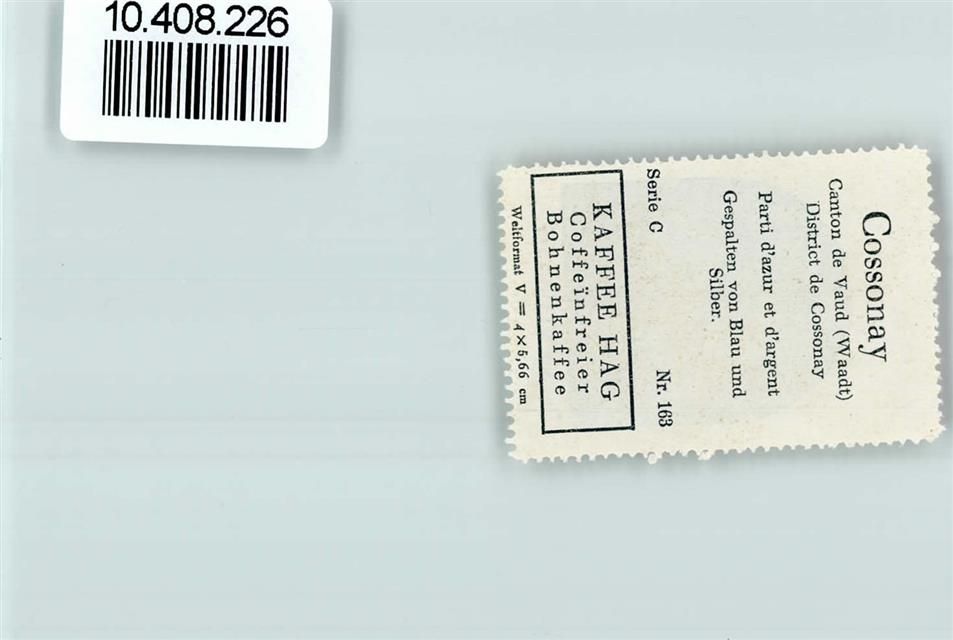 10.408.226
Cossonay
Canton de Vaud (Waadt)
District de Cossonay
Parti d'azur et d'argent
Gespalten von Blau und
Silber.
Serie C Nr. 163
KAFFEE HAG
Coffeïnfreier
Bohnenkaffee
Weltformat V = 4 × 5,66 cm